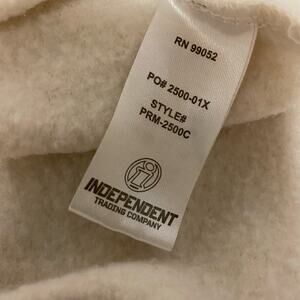 RN 99052
PO# 2500-01X
STYLE#
PRM-2500C
INDEPENDENT
TRADING COMPANY